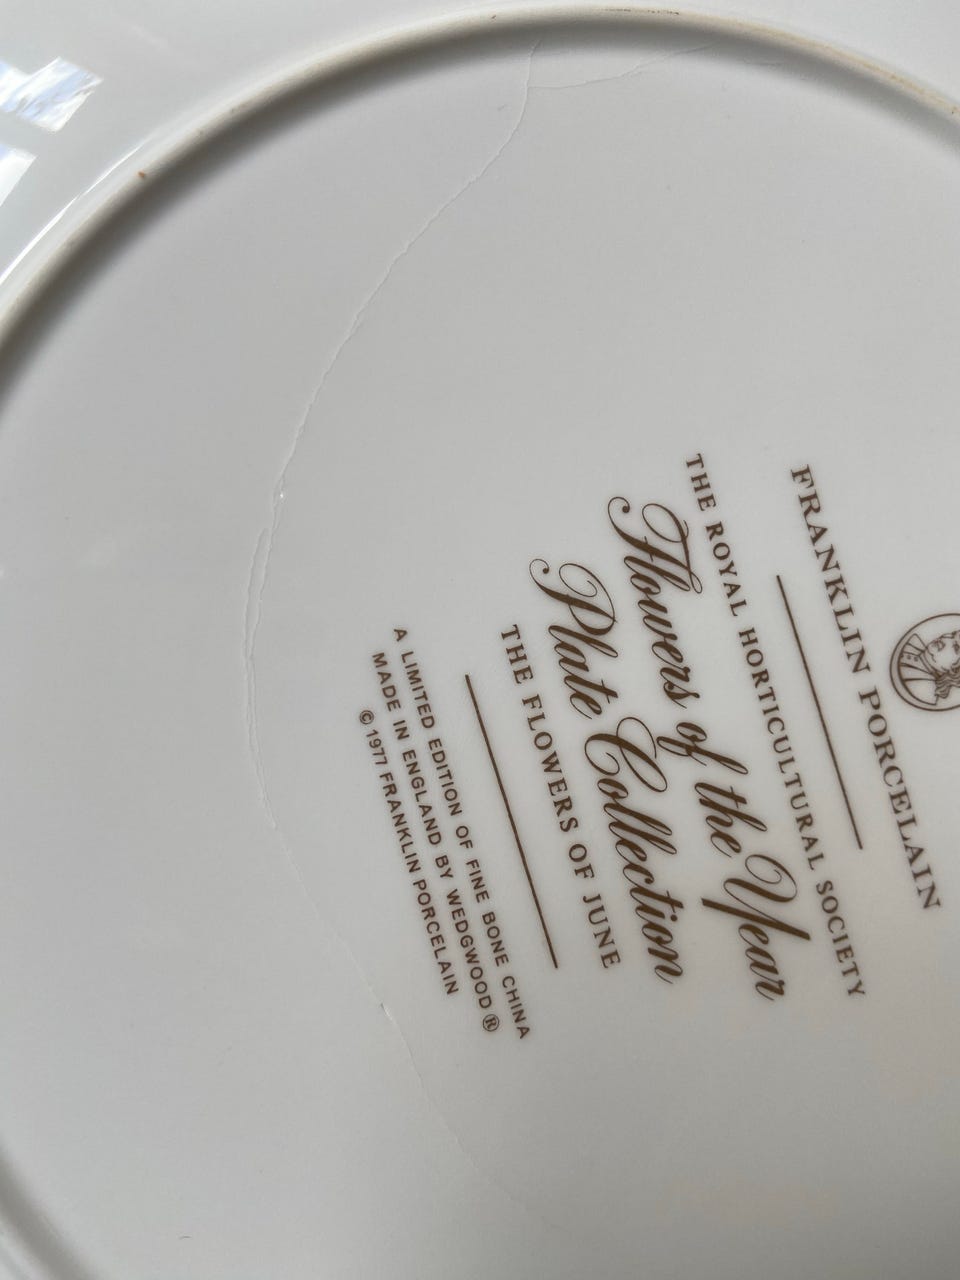 FRANKLIN PORCELAIN
THE ROYAL HORTICULTURAL SOCIETY
Flowers of the Year
Plate Collection
THE FLOWERS OF JUNE
A LIMITED EDITION OF FINE BONE CHINA
MADE IN ENGLAND BY WEDGWOOD®
© 1977 FRANKLIN PORCELAIN